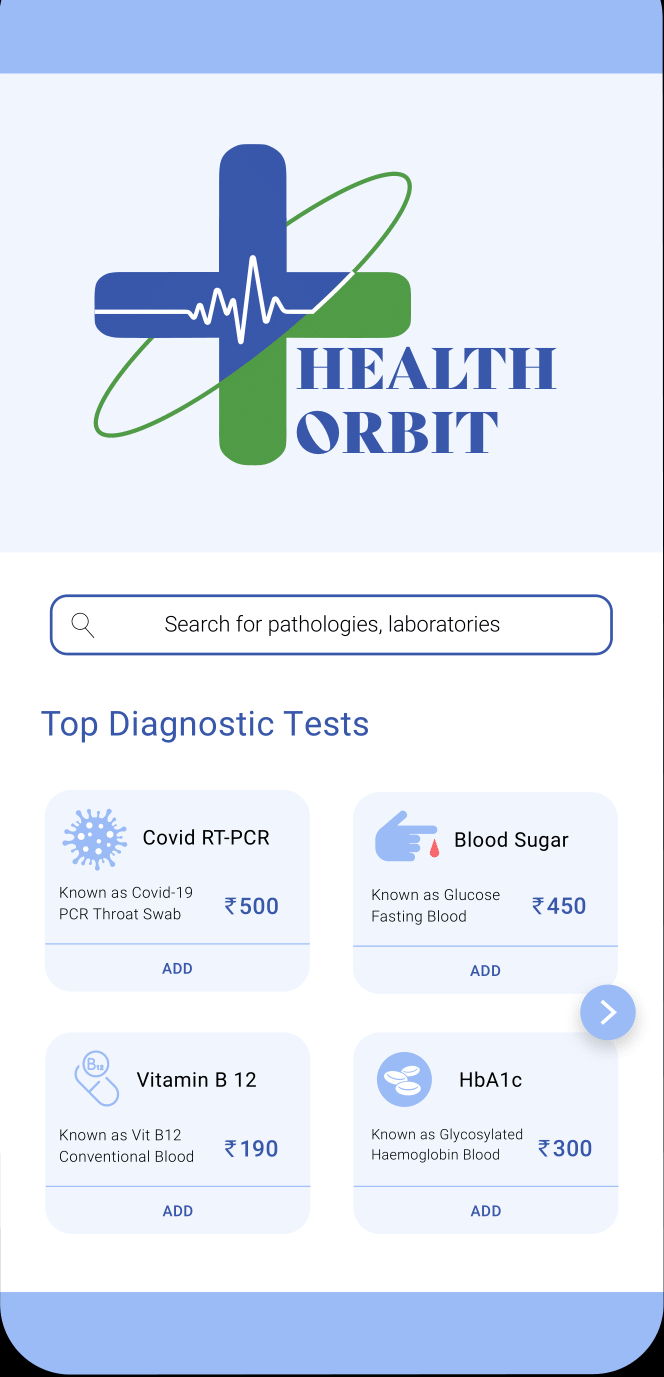 HEALTH
ORBIT
Search for pathologies, laboratories
Top Diagnostic Tests
Covid RT-PCR
Known as Covid-19
PCR Throat Swab
₹500
ADD
Blood Sugar
Known as Glucose
Fasting Blood
₹450
ADD
B12
Vitamin B 12
Known as Vit B12
Conventional Blood
₹190
ADD
HbA1c
Known as Glycosylated
Haemoglobin Blood
₹300
ADD